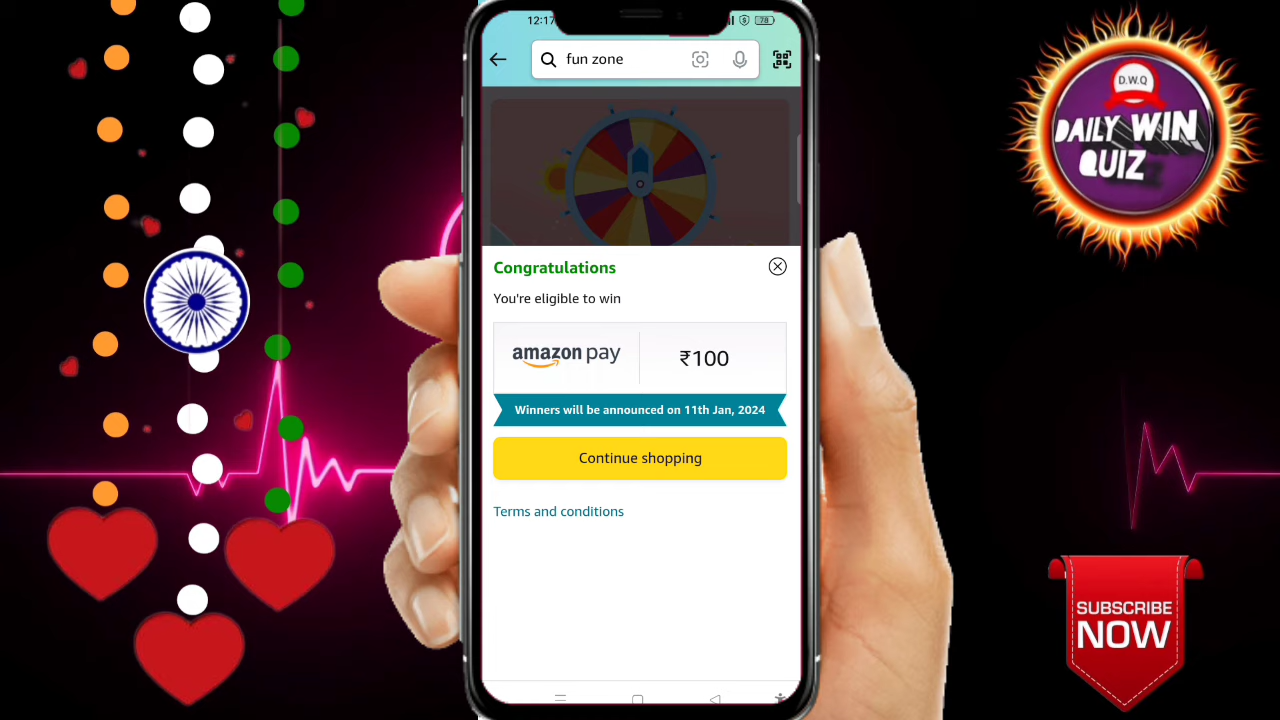 12:17
78
fun zone
D.W.Q
DAILY WIN
QUIZ
Congratulations
You're eligible to win
amazon pay
₹100
Winners will be announced on 11th Jan, 2024
Continue shopping
Terms and conditions
SUBSCRIBE
NOW